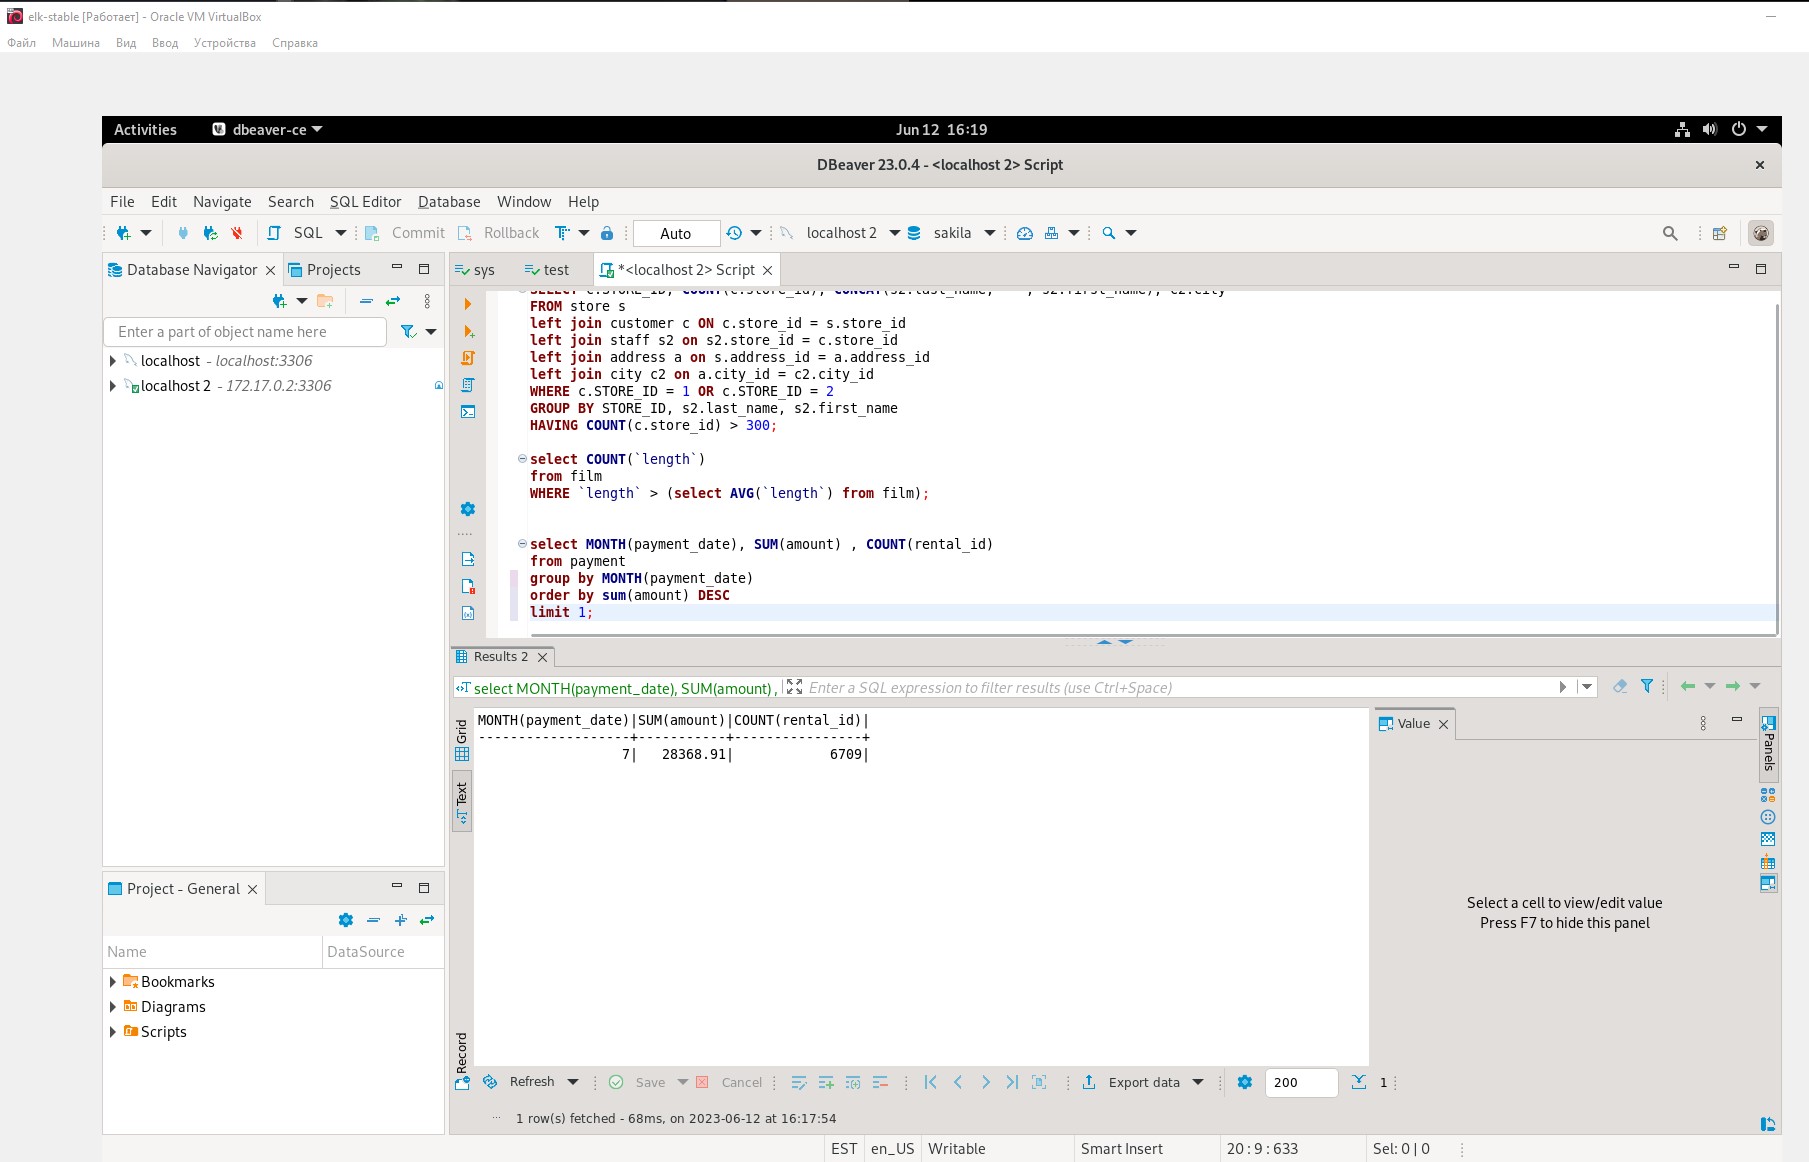 elk-stable [Работает] - Oracle VM VirtualBox
Файл Машина Вид Ввод Устройства Справка
Activities dbeaver-ce Jun 12 16:19
DBeaver 23.0.4 - <localhost 2> Script
File Edit Navigate Search SQL Editor Database Window Help
SQL Commit Rollback Auto localhost 2 sakila
Database Navigator Projects
sys test *<localhost 2> Script
Enter a part of object name here
localhost - localhost:3306
localhost 2 - 172.17.0.2:3306
FROM store s
left join customer c ON c.store_id = s.store_id
left join staff s2 on s2.store_id = c.store_id
left join address a on s.address_id = a.address_id
left join city c2 on a.city_id = c2.city_id
WHERE c.STORE_ID = 1 OR c.STORE_ID = 2
GROUP BY STORE_ID, s2.last_name, s2.first_name
HAVING COUNT(c.store_id) > 300;
select COUNT(`length`)
from film
WHERE `length` > (select AVG(`length`) from film);
select MONTH(payment_date), SUM(amount) , COUNT(rental_id)
from payment
group by MONTH(payment_date)
order by sum(amount) DESC
limit 1;
Results 2
select MONTH(payment_date), SUM(amount) , Enter a SQL expression to filter results (use Ctrl+Space)
Grid
Text
Record
MONTH(payment_date)|SUM(amount)|COUNT(rental_id)|
-------------------+-----------+----------------+
7| 28368.91| 6709|
Value
Panels
Select a cell to view/edit value
Press F7 to hide this panel
Project - General
Name DataSource
Bookmarks
Diagrams
Scripts
Refresh Save Cancel Export data 200 1
... 1 row(s) fetched - 68ms, on 2023-06-12 at 16:17:54
EST en_US Writable Smart Insert 20 : 9 : 633 Sel: 0 | 0